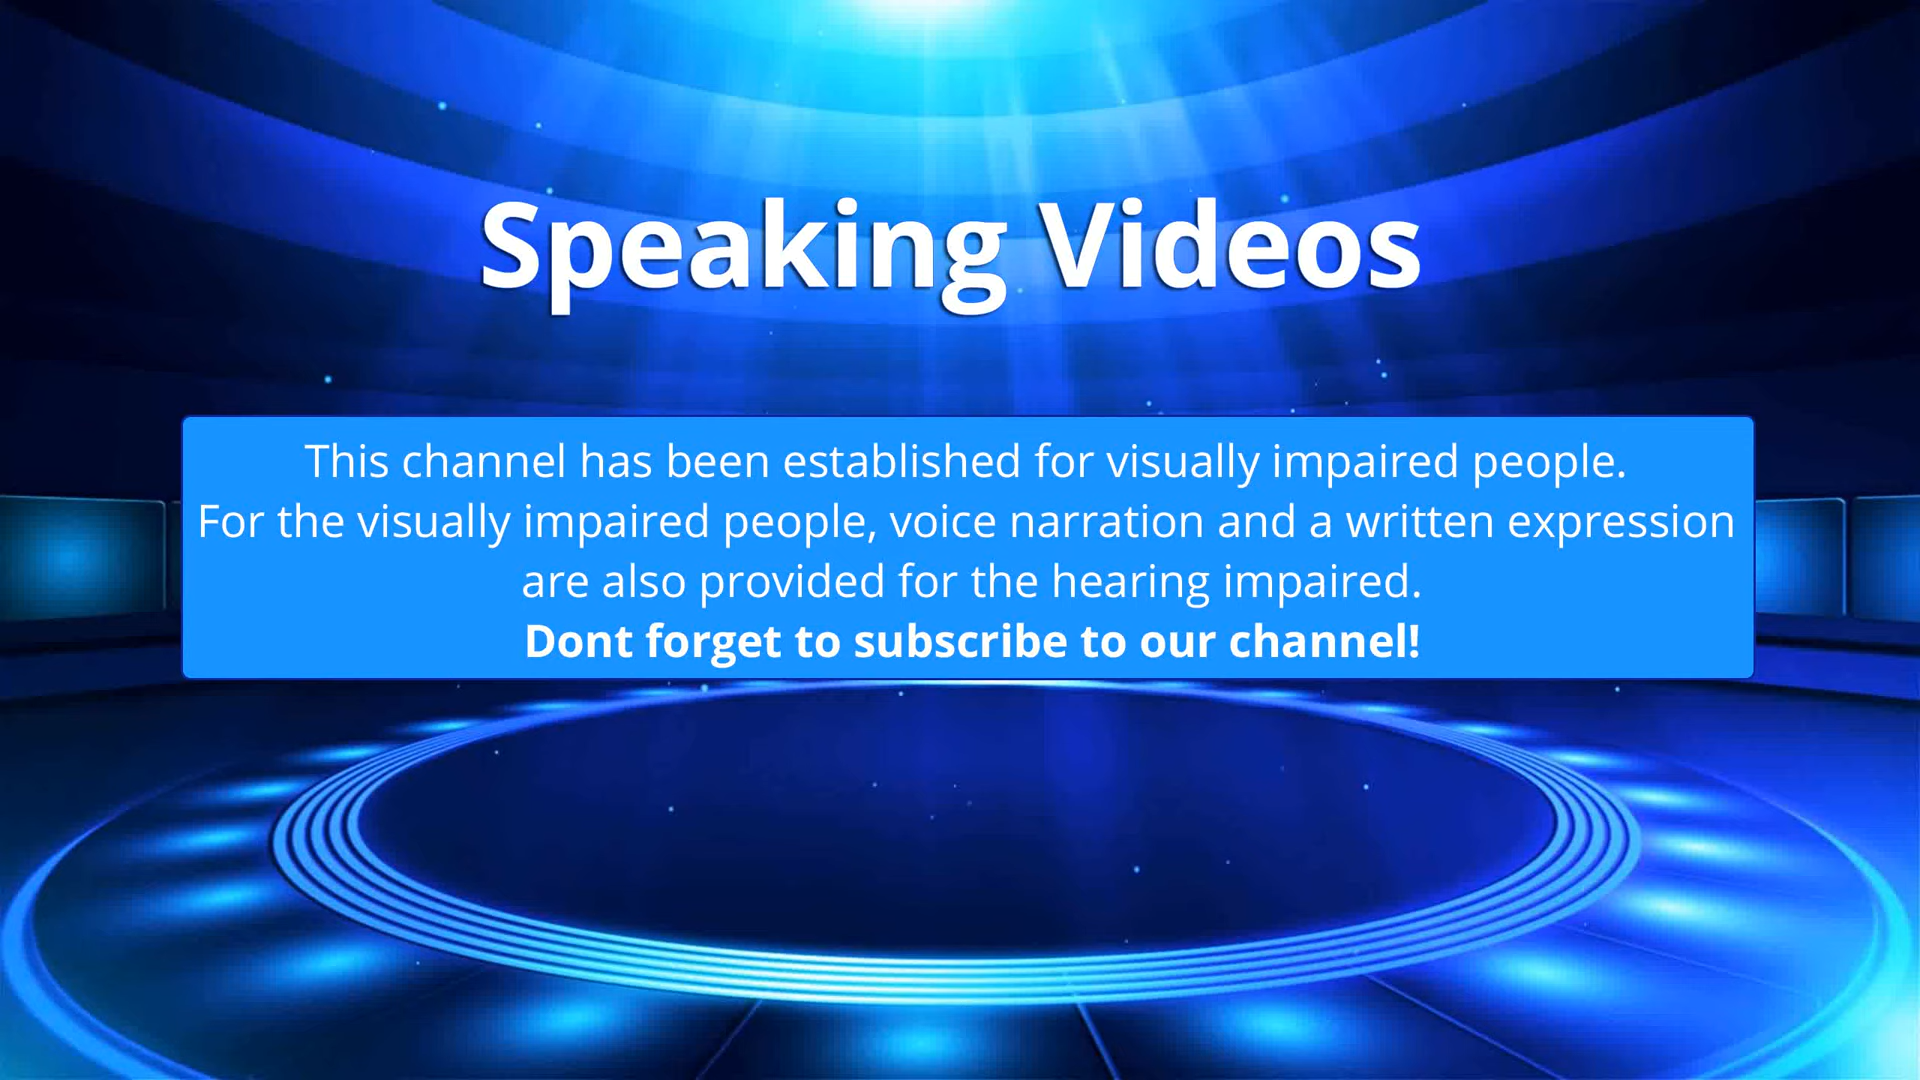 Speaking Videos
This channel has been established for visually impaired people.
For the visually impaired people, voice narration and a written expression
are also provided for the hearing impaired.
Dont forget to subscribe to our channel!